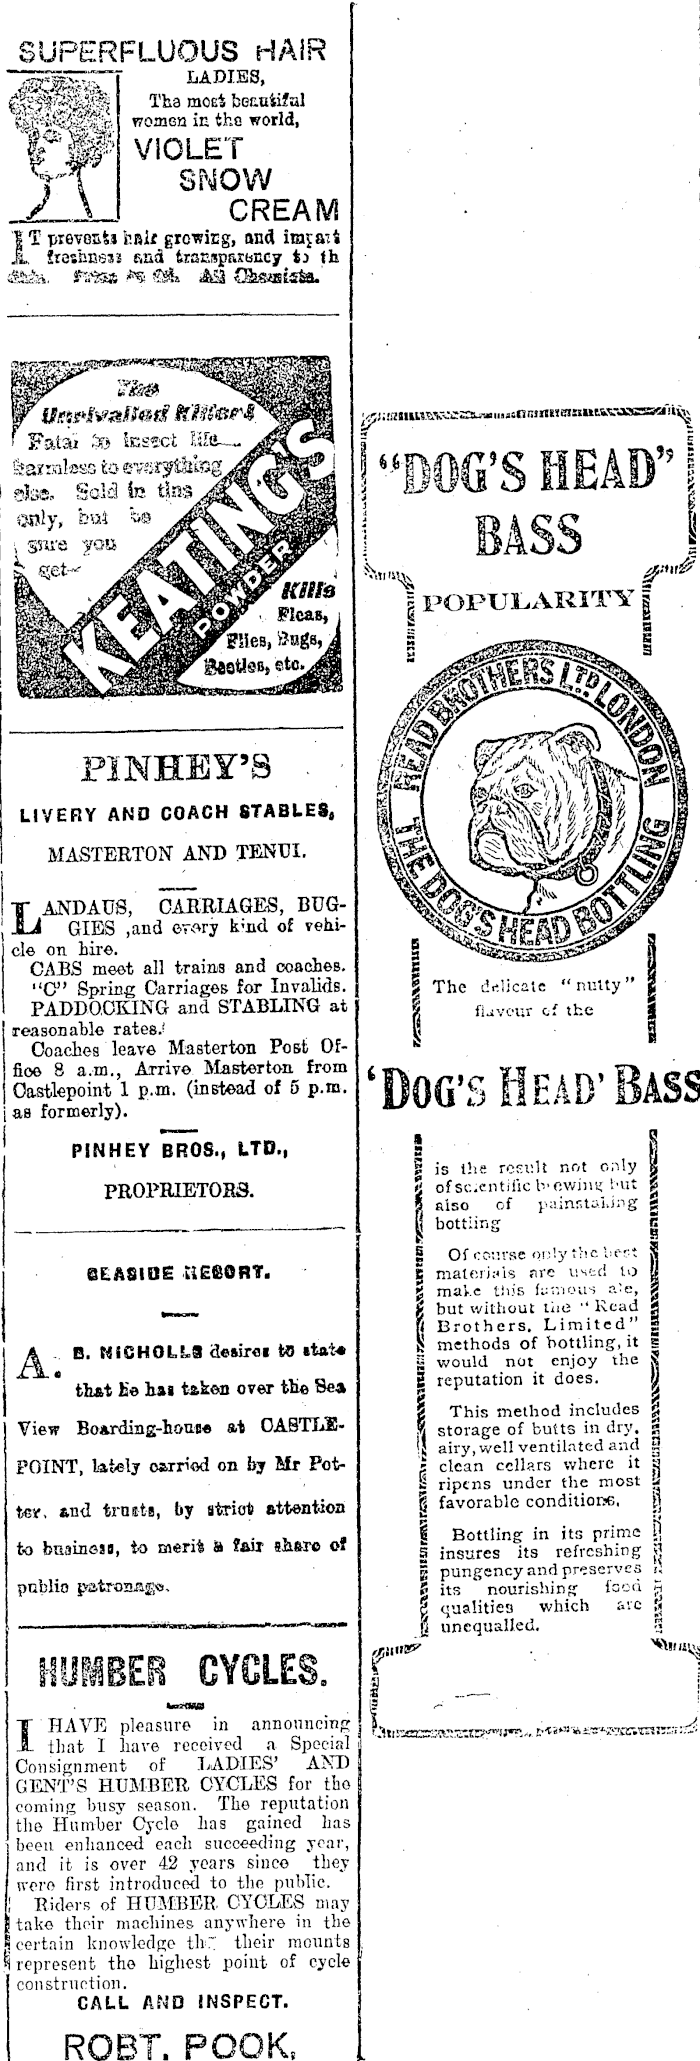 SUPERFLUOUS HAIR
LADIES,
The most beautiful
women in the world,
VIOLET
SNOW
CREAM
IT prevents hair growing, and impart
freshness and transparency to th
All Chemists.
The
Unrivalled Killer!
Fatal to insect life
harmless to everything
else. Sold in tins
only, but be
sure you
get—
KEATING'S
POWDER
Kills
Fleas,
Flies, Bugs,
Beetles, etc.
PINHEY'S
LIVERY AND COACH STABLES,
MASTERTON AND TENUI.
LANDAUS, CARRIAGES, BUG-
GIES ,and every kind of vehi-
cle on hire.
CABS meet all trains and coaches.
"C" Spring Carriages for Invalids.
PADDOCKING and STABLING at
reasonable rates.
Coaches leave Masterton Post Of-
fice 8 a.m., Arrive Masterton from
Castlepoint 1 p.m. (instead of 5 p.m.
as formerly).
PINHEY BROS., LTD.,
PROPRIETORS.
SEASIDE RESORT.
A. B. NICHOLLS desires to state
that he has taken over the Sea
View Boarding-house at CASTLE-
POINT, lately carried on by Mr Pot-
ter, and trusts, by strict attention
to business, to merit a fair share of
public patronage.
HUMBER CYCLES.
I HAVE pleasure in announcing
that I have received a Special
Consignment of LADIES' AND
GENT'S HUMBER CYCLES for the
coming busy season. The reputation
the Humber Cycle has gained has
been enhanced each succeeding year,
and it is over 42 years since they
were first introduced to the public.
Riders of HUMBER CYCLES may
take their machines anywhere in the
certain knowledge th their mounts
represent the highest point of cycle
construction.
CALL AND INSPECT.
ROBT. POOK,
"DOG'S HEAD"
BASS
POPULARITY
READ BROTHERS LTD. LONDON
THE DOG'S HEAD BOTTLING
The delicate "nutty"
flavour of the
'DOG'S HEAD' BASS
is the result not only
of scientific brewing but
also of painstaking
bottling
Of course only the best
materials are used to
make this famous ale,
but without the "Read
Brothers, Limited"
methods of bottling, it
would not enjoy the
reputation it does.
This method includes
storage of butts in dry,
airy, well ventilated and
clean cellars where it
ripens under the most
favorable conditions.
Bottling in its prime
insures its refreshing
pungency and preserves
its nourishing food
qualities which are
unequalled.